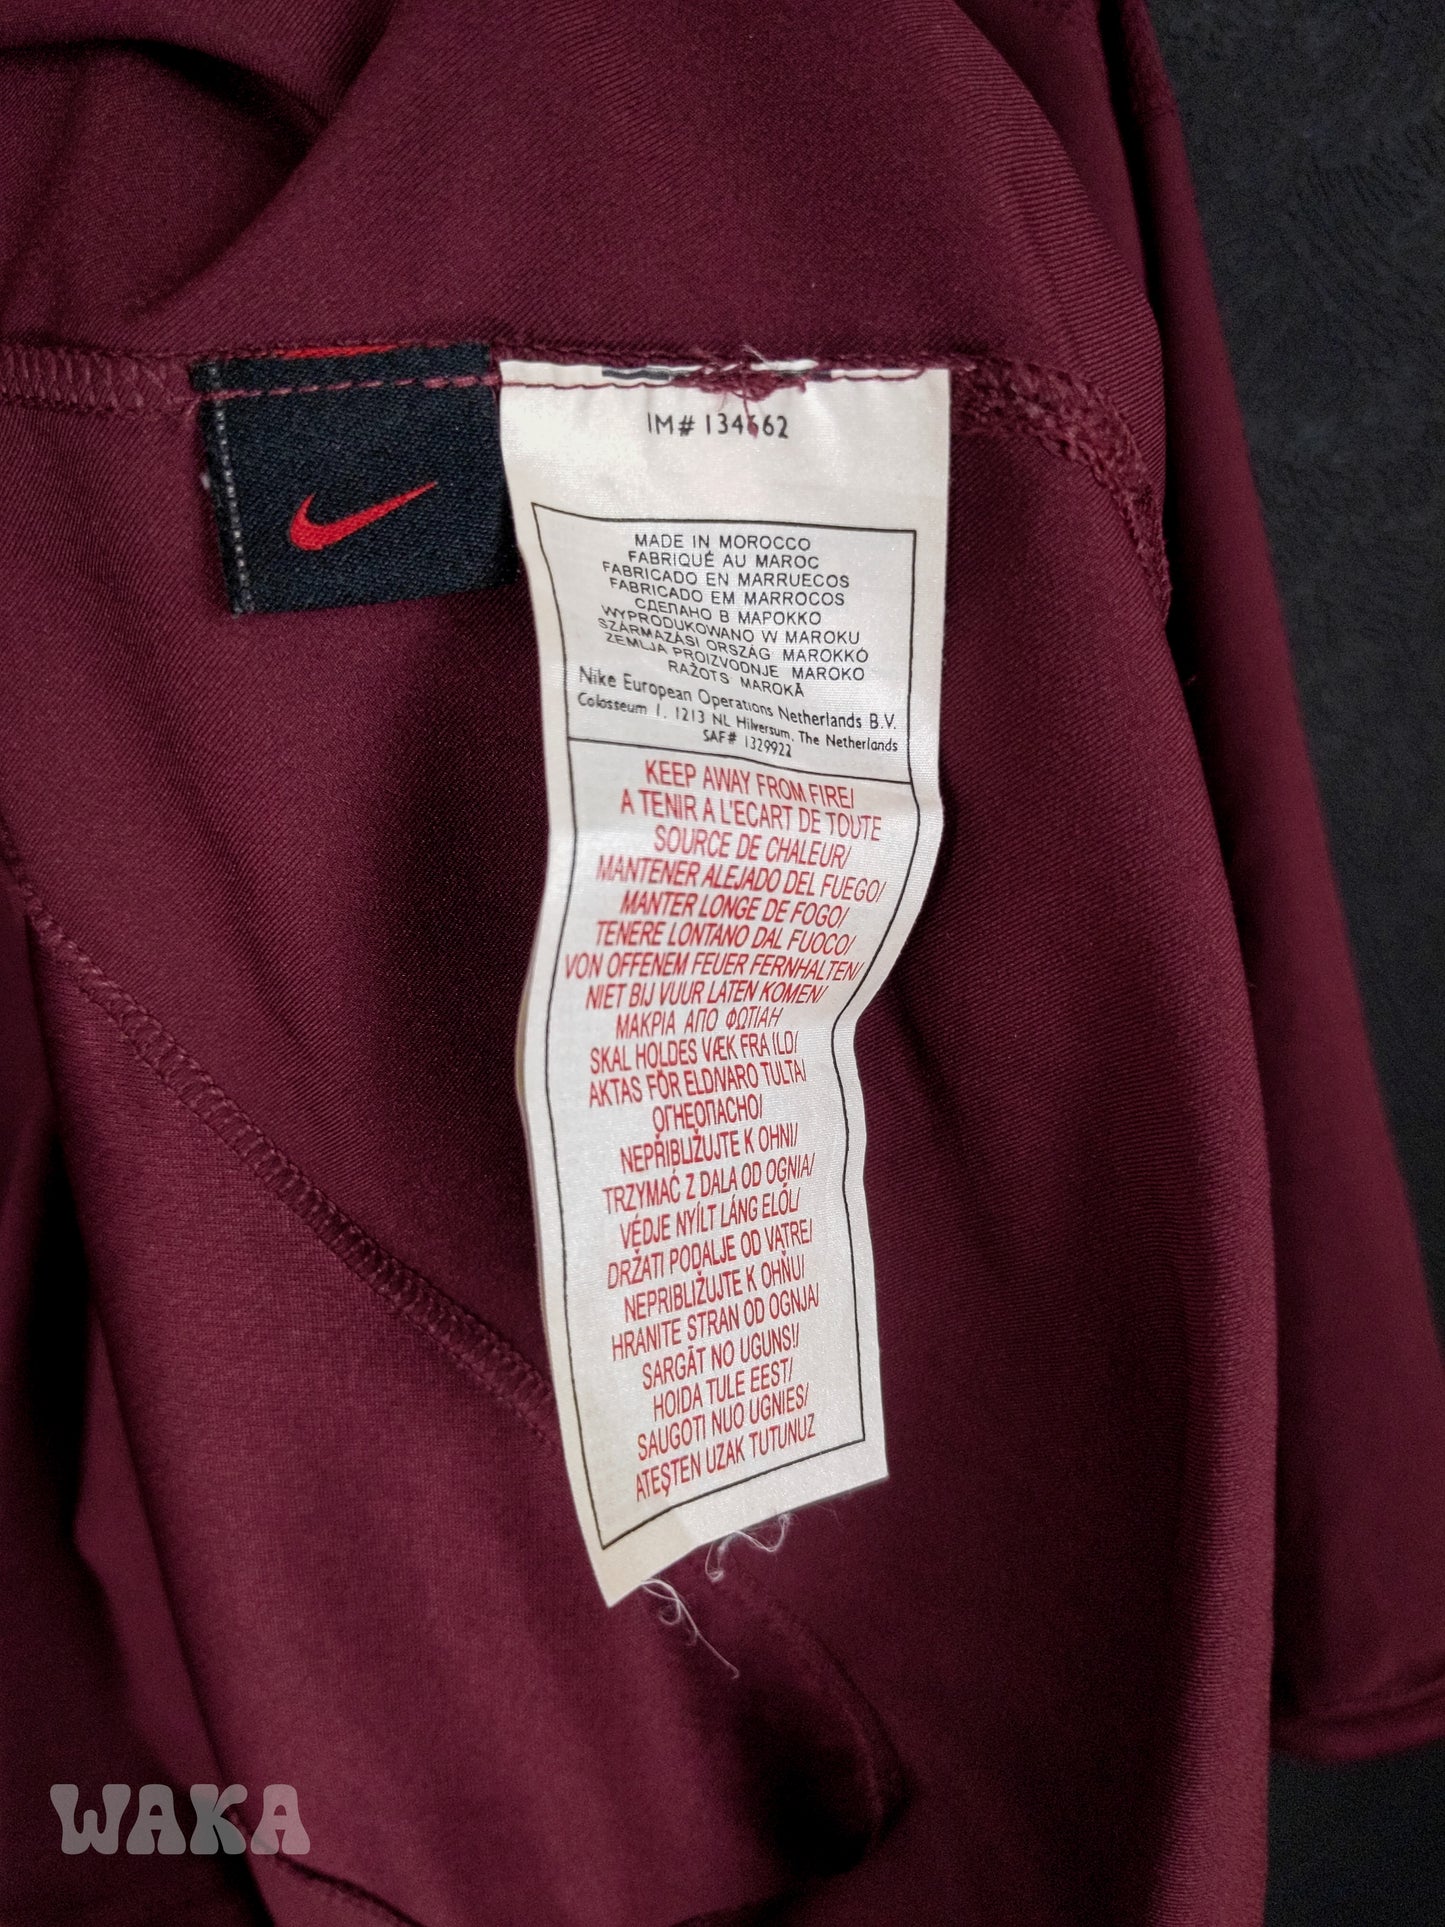 IM# 134662
MADE IN MOROCCO
FABRIQUÉ AU MAROC
FABRICADO EN MARRUECOS
FABRICADO EM MARROCOS
СДЕЛАНО В МАРОККО
WYPRODUKOWANO W MAROKU
SZÁRMAZÁSI ORSZÁG MAROKKÓ
ZEMLJA PROIZVODNJE MAROKO
RAŽOTS MAROKĀ
Nike European Operations Netherlands B.V.
Colosseum 1, 1213 NL Hilversum, The Netherlands
SAF# 1329922
KEEP AWAY FROM FIRE/
A TENIR A L'ECART DE TOUTE
SOURCE DE CHALEUR/
MANTENER ALEJADO DEL FUEGO/
MANTER LONGE DE FOGO/
TENERE LONTANO DAL FUOCO/
VON OFFENEM FEUER FERNHALTEN/
NIET BIJ VUUR LATEN KOMEN/
ΜΑΚΡΙΑ ΑΠΟ ΦΩΤΙΑΗ
SKAL HOLDES VÆK FRA ILD/
AKTAS FÖR ELDNARO TULTA/
ОГНЕОПАСНО/
NEPŘIBLIŽUJTE K OHNI/
TRZYMAĆ Z DALA OD OGNIA/
VÉDJE NYÍLT LÁNG ELŐL/
DRŽATI PODALJE OD VATRE/
NEPRIBLIŽUJTE K OHŇU/
HRANITE STRAN OD OGNJA/
SARGĀT NO UGUNS!/
HOIDA TULE EEST/
SAUGOTI NUO UGNIES/
ATEŞTEN UZAK TUTUNUZ
WAKA